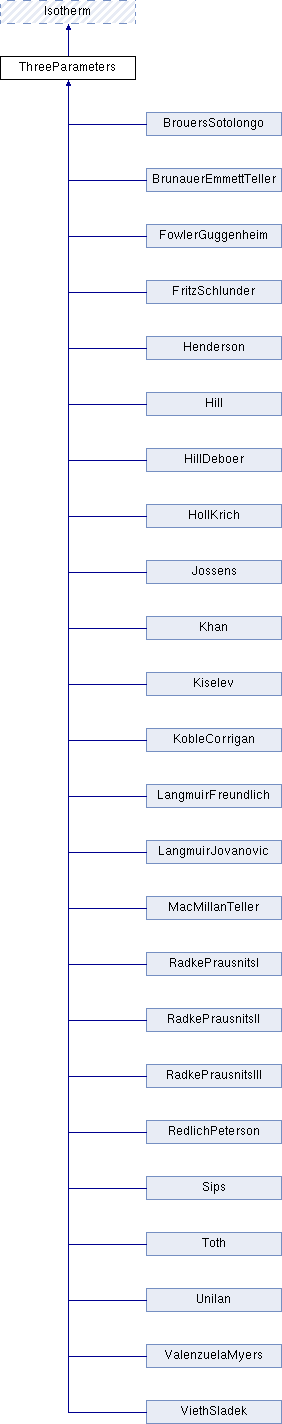 Isotherm
ThreeParameters
BrouersSotolongo
BrunauerEmmettTeller
FowlerGuggenheim
FritzSchlunder
Henderson
Hill
HillDeboer
HollKrich
Jossens
Khan
Kiselev
KobleCorrigan
LangmuirFreundlich
LangmuirJovanovic
MacMillanTeller
RadkePrausnitsI
RadkePrausnitsII
RadkePrausnitsIII
RedlichPeterson
Sips
Toth
Unilan
ValenzuelaMyers
ViethSladek